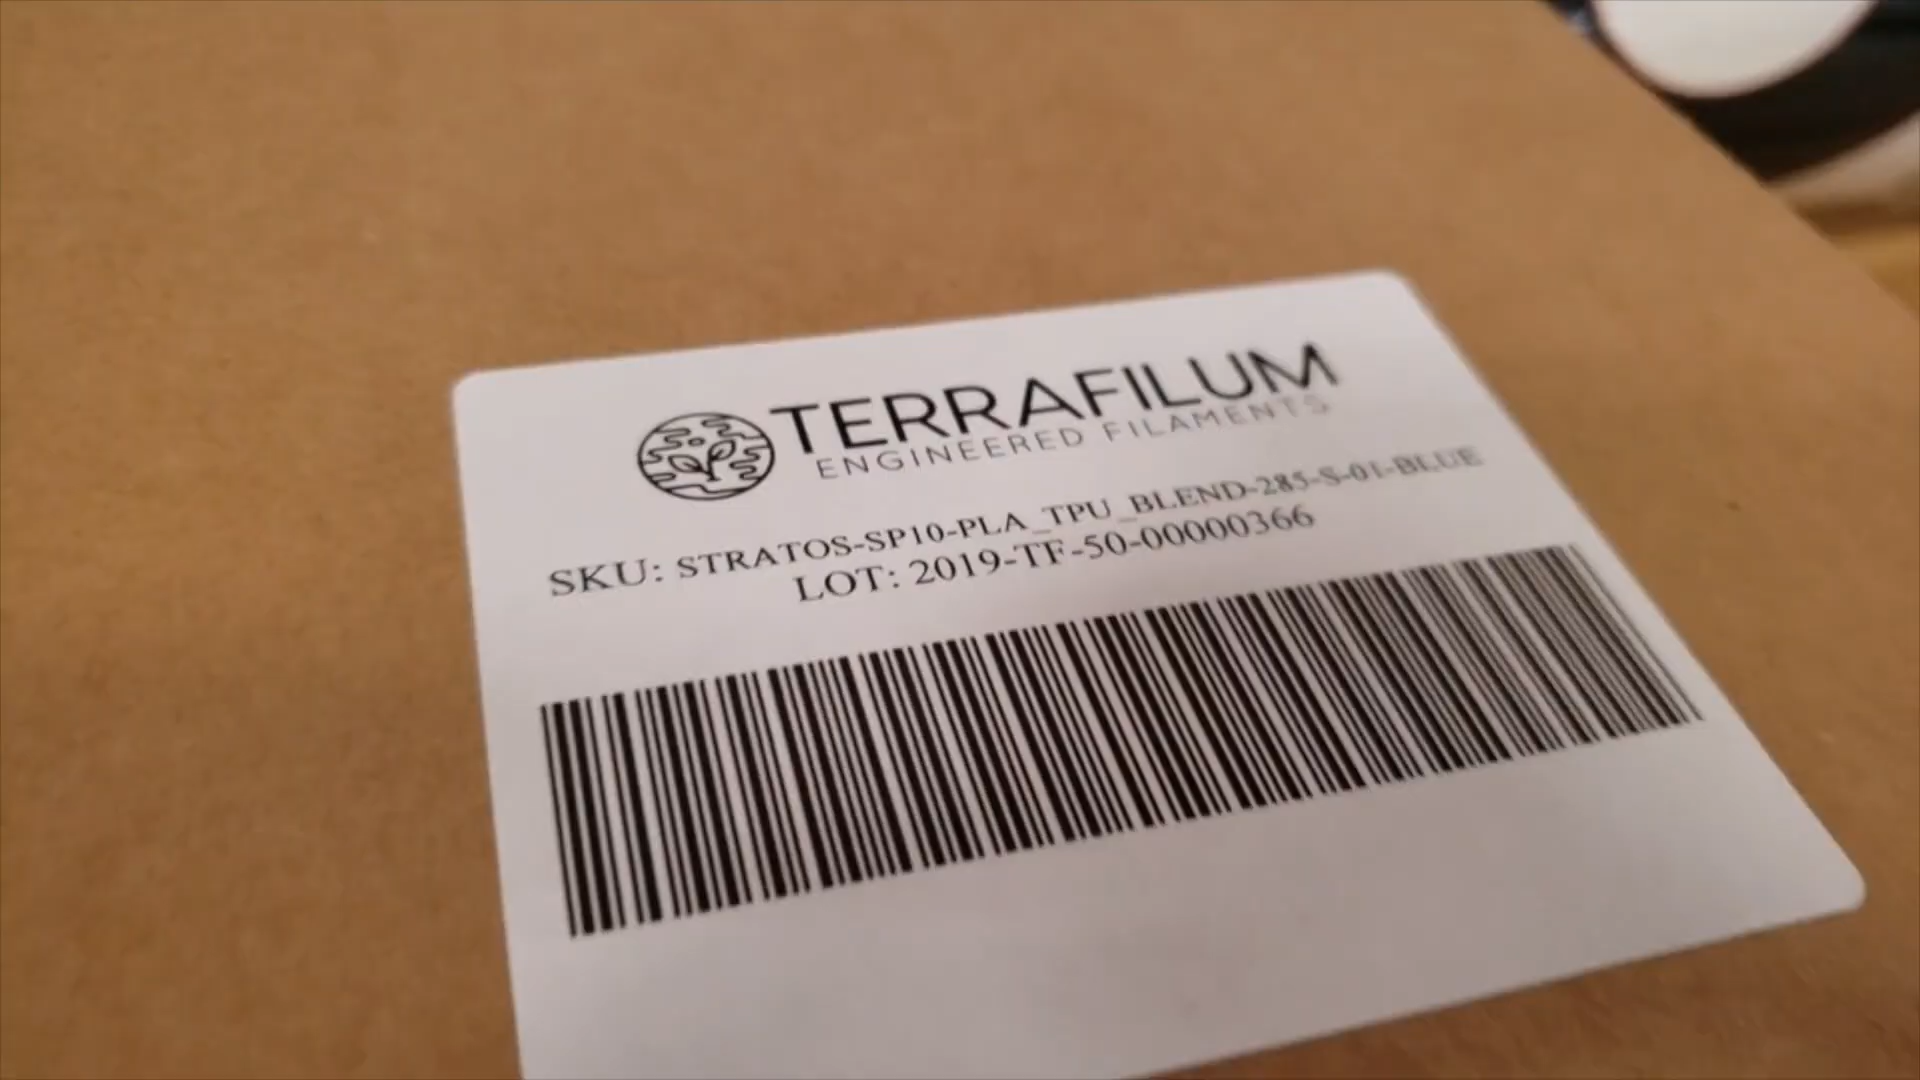 TERRAFILUM
ENGINEERED FILAMENTS
SKU: STRATOS-SP10-PLA_TPU_BLEND-285-S-01-BLUE
LOT: 2019-TF-50-00000366